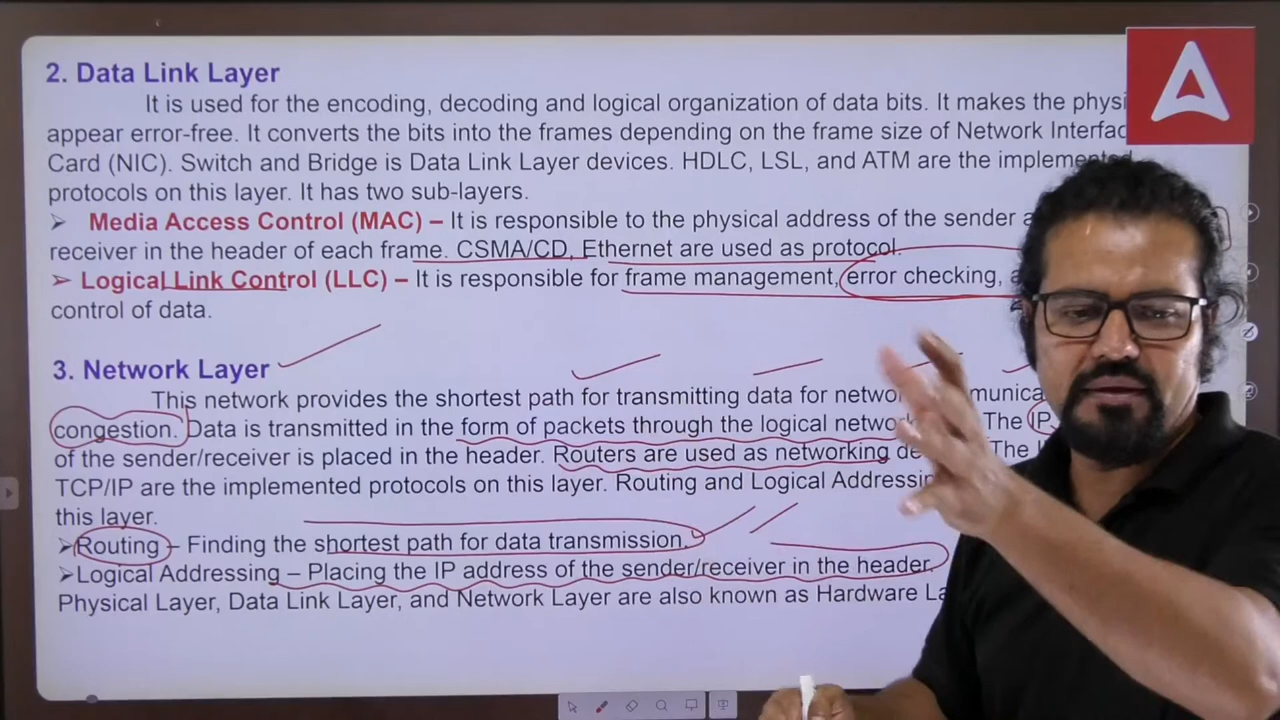 2. Data Link Layer
It is used for the encoding, decoding and logical organization of data bits. It makes the physi
appear error-free. It converts the bits into the frames depending on the frame size of Network Interfac
Card (NIC). Switch and Bridge is Data Link Layer devices. HDLC, LSL, and ATM are the implemented
protocols on this layer. It has two sub-layers.
➢ Media Access Control (MAC) – It is responsible to the physical address of the sender a
receiver in the header of each frame. CSMA/CD, Ethernet are used as protocol.
➢ Logical Link Control (LLC) – It is responsible for frame management, error checking, a
control of data.
3. Network Layer
This network provides the shortest path for transmitting data for networ munica
congestion. Data is transmitted in the form of packets through the logical network The IP
of the sender/receiver is placed in the header. Routers are used as networking de The
TCP/IP are the implemented protocols on this layer. Routing and Logical Addressin
this layer.
➢Routing – Finding the shortest path for data transmission.
➢Logical Addressing – Placing the IP address of the sender/receiver in the header.
Physical Layer, Data Link Layer, and Network Layer are also known as Hardware La